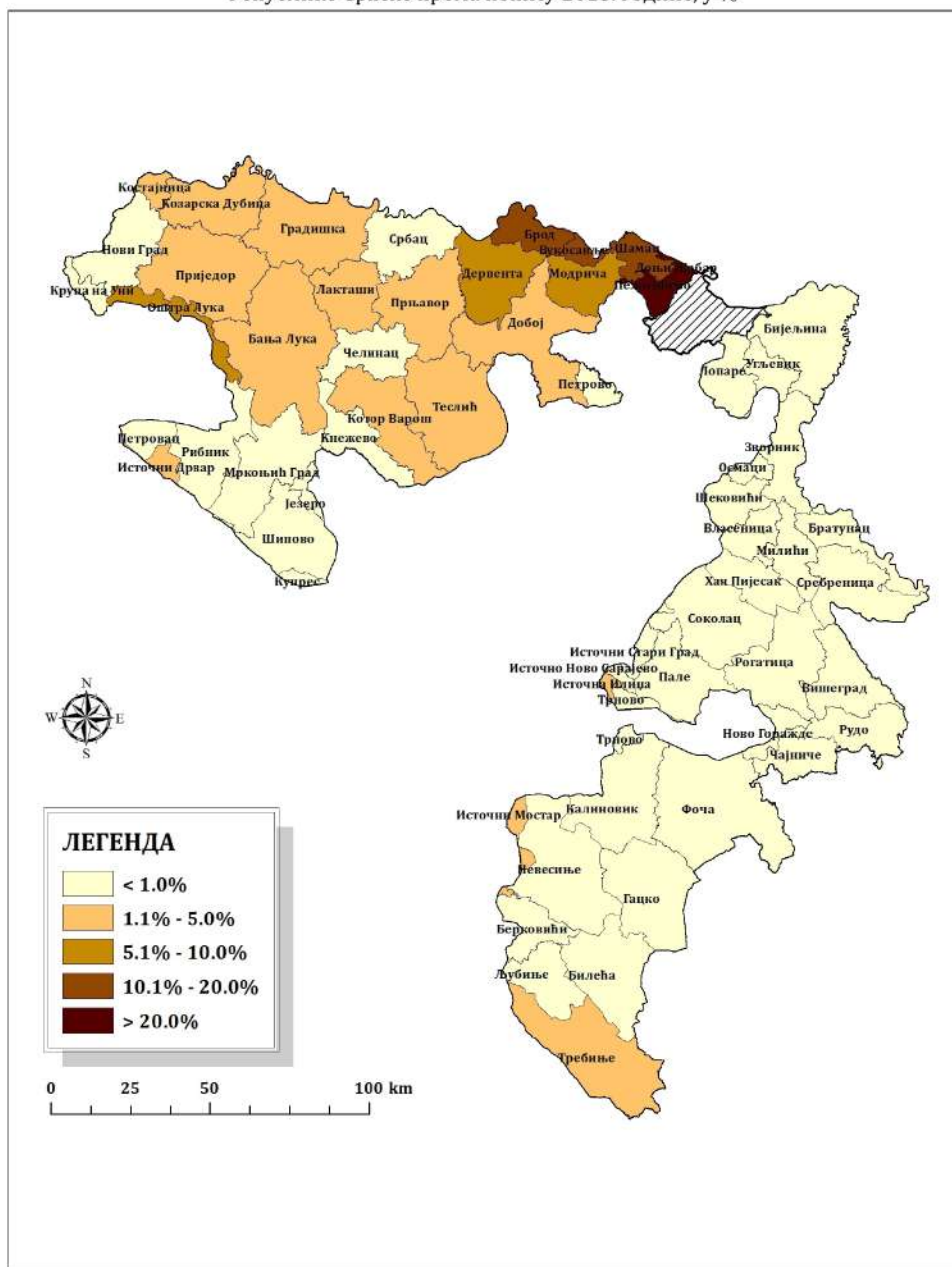 Костајница
Козарска Дубица
Градишка
Србац
Брод
Вукосавље
Шамац
Нови Град
Приједор
Лакташи
Прњавор
Дервента
Модрича
Доњи Жабар
Пелагићево
Крупа на Уни
Оштра Лука
Бања Лука
Челинац
Добој
Бијељина
Лопаре
Угљевик
Петрово
Теслић
Котор Варош
Кнежево
Петровац
Рибник
Источни Дрвар
Мркоњић Град
Језеро
Шипово
Купрес
Зворник
Осмаци
Шековићи
Власеница
Братунац
Милићи
Хан Пијесак
Сребреница
Соколац
Источни Стари Град
Источно Ново Сарајево
Рогатица
Источна Илиџа
Пале
Вишеград
Трново
N
W E
S
Трново
Ново Горажде
Рудо
Чајниче
Источни Мостар
Калиновик
Фоча
Невесиње
Гацко
Берковићи
Љубиње
Билећа
Требиње
ЛЕГЕНДА
< 1.0%
1.1% - 5.0%
5.1% - 10.0%
10.1% - 20.0%
> 20.0%
0 25 50 100 km